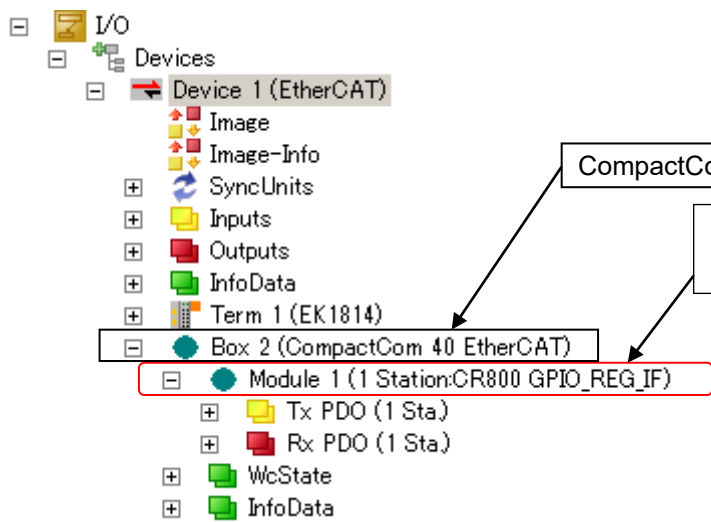 I/O
Devices
Device 1 (EtherCAT)
Image
Image-Info
CompactCo
SyncUnits
Inputs
Outputs
InfoData
Term 1 (EK1814)
Box 2 (CompactCom 40 EtherCAT)
Module 1 (1 Station:CR800 GPIO_REG_IF)
Tx PDO (1 Sta.)
Rx PDO (1 Sta.)
WcState
InfoData